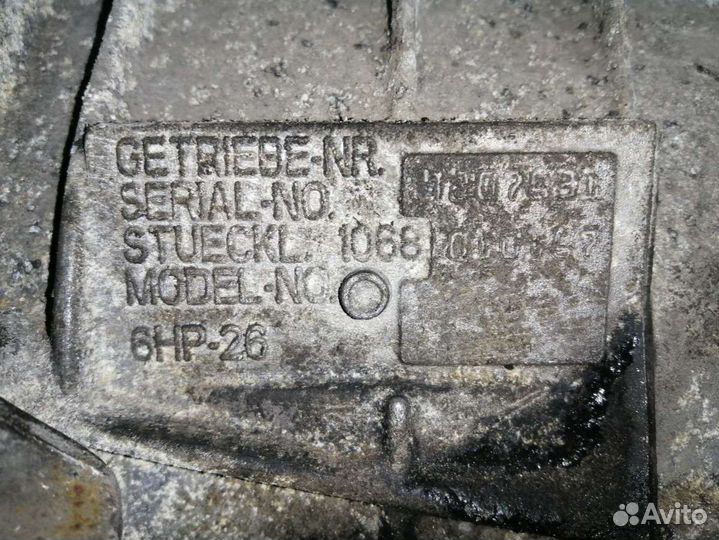 GETRIEBE-NR.
SERIAL-NO.
STUECKL. 1068
MODEL-NO.
6HP-26
Avito